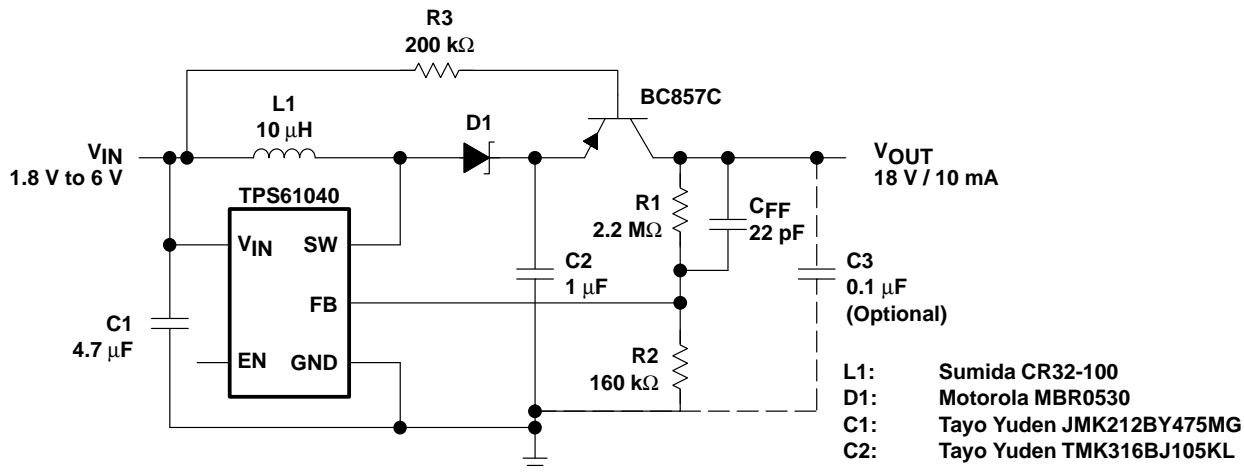 R3
200 kΩ
BC857C
L1
10 μH
D1
VIN
1.8 V to 6 V
VOUT
18 V / 10 mA
TPS61040
VIN
SW
FB
EN
GND
R1
2.2 MΩ
CFF
22 pF
C2
1 μF
C3
0.1 μF
(Optional)
C1
4.7 μF
R2
160 kΩ
L1: Sumida CR32-100
D1: Motorola MBR0530
C1: Tayo Yuden JMK212BY475MG
C2: Tayo Yuden TMK316BJ105KL